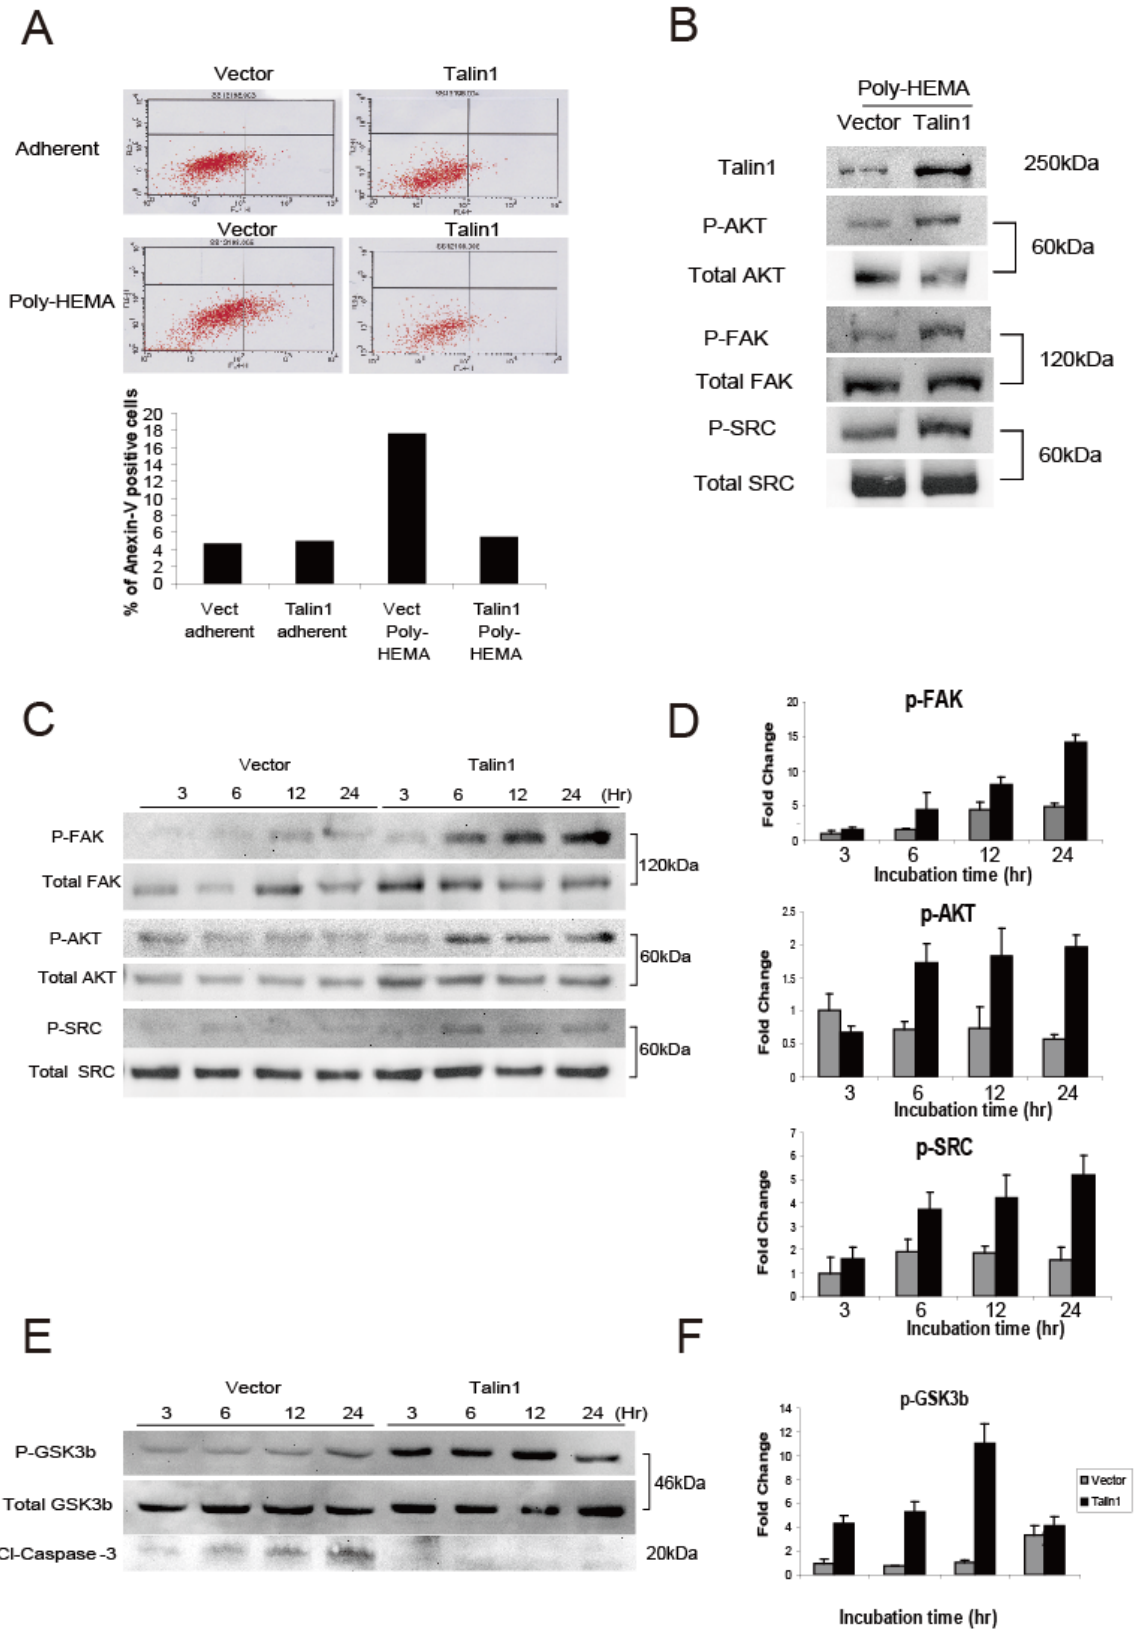 A
Vector
Talin1
Adherent
Vector
Talin1
Poly-HEMA
% of Anexin-V positive cells
20
18
16
14
12
10
8
6
4
2
0
Vect adherent
Talin1 adherent
Vect Poly-HEMA
Talin1 Poly-HEMA
B
Poly-HEMA
Vector Talin1
Talin1
250kDa
P-AKT
60kDa
Total AKT
P-FAK
120kDa
Total FAK
P-SRC
60kDa
Total SRC
C
Vector
Talin1
3 6 12 24 3 6 12 24 (Hr)
P-FAK
120kDa
Total FAK
P-AKT
60kDa
Total AKT
P-SRC
60kDa
Total SRC
D
p-FAK
Fold Change
20
15
10
5
0
3 6 12 24
Incubation time (hr)
p-AKT
Fold Change
2.5
2
1.5
1
0.5
0
3 6 12 24
Incubation time (hr)
p-SRC
Fold Change
7
6
5
4
3
2
1
0
3 6 12 24
Incubation time (hr)
E
Vector
Talin1
3 6 12 24 3 6 12 24 (Hr)
P-GSK3b
46kDa
Total GSK3b
Cl-Caspase -3
20kDa
F
p-GSK3b
Fold Change
14
12
10
8
6
4
2
0
Vector
Talin1
Incubation time (hr)